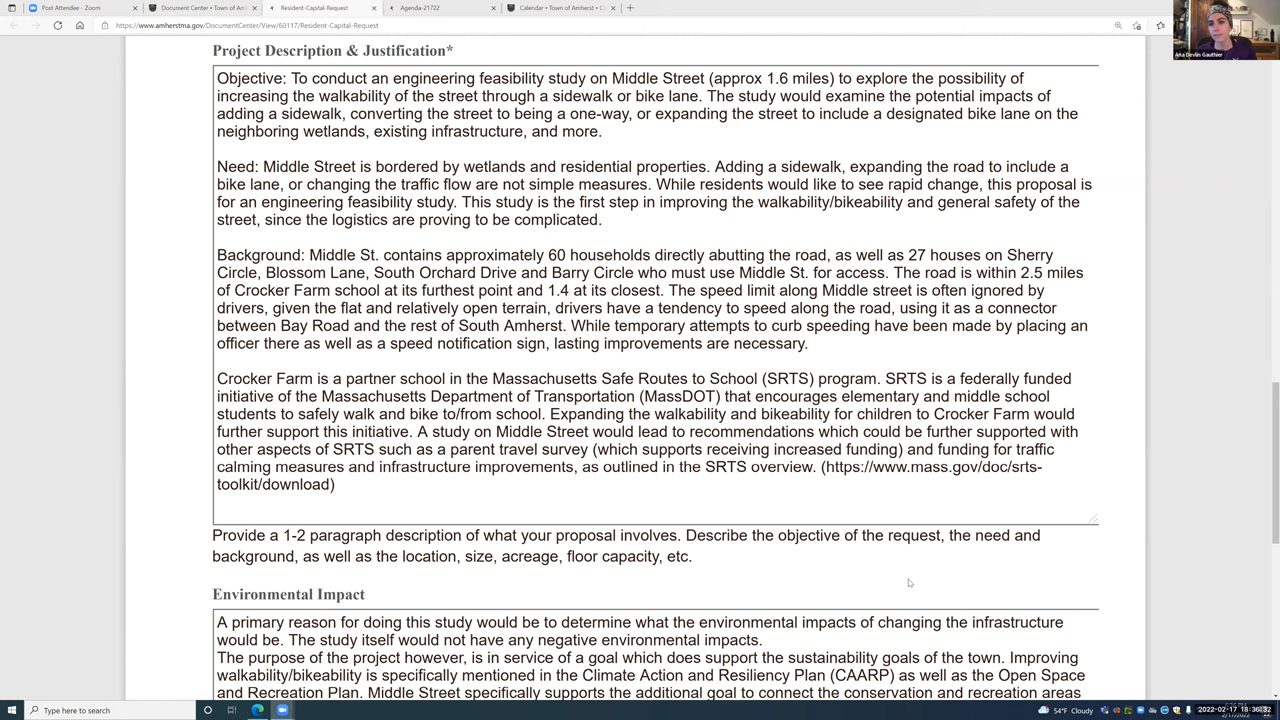 Post Attendee - Zoom
Document Center • Town of Am
Resident-Capital-Request
Agenda-21722
Calendar • Town of Amherst • C
https://www.amherstma.gov/DocumentCenter/View/60117/Resident-Capital-Request
Ana Devlin Gauthier
Project Description & Justification*
Objective: To conduct an engineering feasibility study on Middle Street (approx 1.6 miles) to explore the possibility of
increasing the walkability of the street through a sidewalk or bike lane. The study would examine the potential impacts of
adding a sidewalk, converting the street to being a one-way, or expanding the street to include a designated bike lane on the
neighboring wetlands, existing infrastructure, and more.
Need: Middle Street is bordered by wetlands and residential properties. Adding a sidewalk, expanding the road to include a
bike lane, or changing the traffic flow are not simple measures. While residents would like to see rapid change, this proposal is
for an engineering feasibility study. This study is the first step in improving the walkability/bikeability and general safety of the
street, since the logistics are proving to be complicated.
Background: Middle St. contains approximately 60 households directly abutting the road, as well as 27 houses on Sherry
Circle, Blossom Lane, South Orchard Drive and Barry Circle who must use Middle St. for access. The road is within 2.5 miles
of Crocker Farm school at its furthest point and 1.4 at its closest. The speed limit along Middle street is often ignored by
drivers, given the flat and relatively open terrain, drivers have a tendency to speed along the road, using it as a connector
between Bay Road and the rest of South Amherst. While temporary attempts to curb speeding have been made by placing an
officer there as well as a speed notification sign, lasting improvements are necessary.
Crocker Farm is a partner school in the Massachusetts Safe Routes to School (SRTS) program. SRTS is a federally funded
initiative of the Massachusetts Department of Transportation (MassDOT) that encourages elementary and middle school
students to safely walk and bike to/from school. Expanding the walkability and bikeability for children to Crocker Farm would
further support this initiative. A study on Middle Street would lead to recommendations which could be further supported with
other aspects of SRTS such as a parent travel survey (which supports receiving increased funding) and funding for traffic
calming measures and infrastructure improvements, as outlined in the SRTS overview. (https://www.mass.gov/doc/srts-
toolkit/download)
Provide a 1-2 paragraph description of what your proposal involves. Describe the objective of the request, the need and
background, as well as the location, size, acreage, floor capacity, etc.
Environmental Impact
A primary reason for doing this study would be to determine what the environmental impacts of changing the infrastructure
would be. The study itself would not have any negative environmental impacts.
The purpose of the project however, is in service of a goal which does support the sustainability goals of the town. Improving
walkability/bikeability is specifically mentioned in the Climate Action and Resiliency Plan (CAARP) as well as the Open Space
and Recreation Plan. Middle Street specifically supports the additional goal to connect the conservation and recreation areas
Type here to search
54°F Cloudy
2022-02-17 18:36:32
2/17/2022